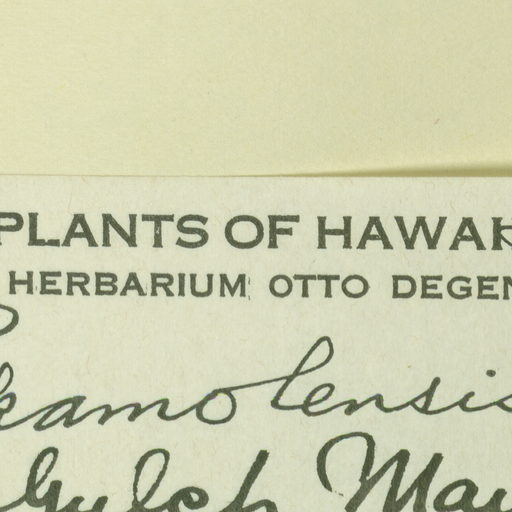 PLANTS OF HAWAI
HERBARIUM OTTO DEGEN
kamolensis
Gulch Mau